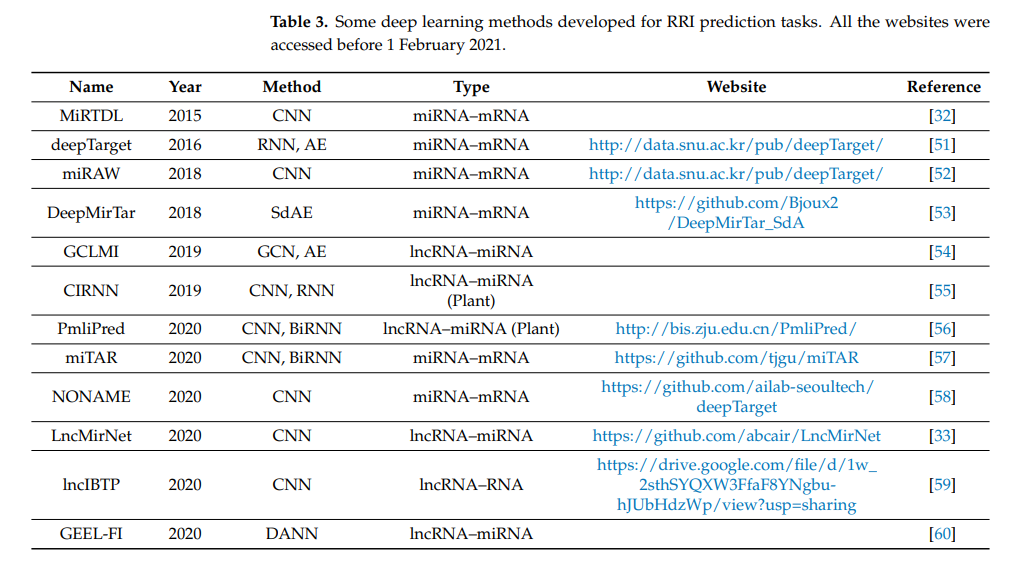 Table 3. Some deep learning methods developed for RRI prediction tasks. All the websites were
accessed before 1 February 2021.
Name Year Method Type Website Reference
MiRTDL 2015 CNN miRNA–mRNA [32]
deepTarget 2016 RNN, AE miRNA–mRNA http://data.snu.ac.kr/pub/deepTarget/ [51]
miRAW 2018 CNN miRNA–mRNA http://data.snu.ac.kr/pub/deepTarget/ [52]
DeepMirTar 2018 SdAE miRNA–mRNA https://github.com/Bjoux2
/DeepMirTar_SdA [53]
GCLMI 2019 GCN, AE lncRNA–miRNA [54]
CIRNN 2019 CNN, RNN lncRNA–miRNA
(Plant) [55]
PmliPred 2020 CNN, BiRNN lncRNA–miRNA (Plant) http://bis.zju.edu.cn/PmliPred/ [56]
miTAR 2020 CNN, BiRNN miRNA–mRNA https://github.com/tjgu/miTAR [57]
NONAME 2020 CNN miRNA–mRNA https://github.com/ailab-seoultech/
deepTarget [58]
LncMirNet 2020 CNN lncRNA–miRNA https://github.com/abcair/LncMirNet [33]
lncIBTP 2020 CNN lncRNA–RNA https://drive.google.com/file/d/1w_
2sthSYQXW3FfaF8YNgbu-
hJUbHdzWp/view?usp=sharing [59]
GEEL-FI 2020 DANN lncRNA–miRNA [60]